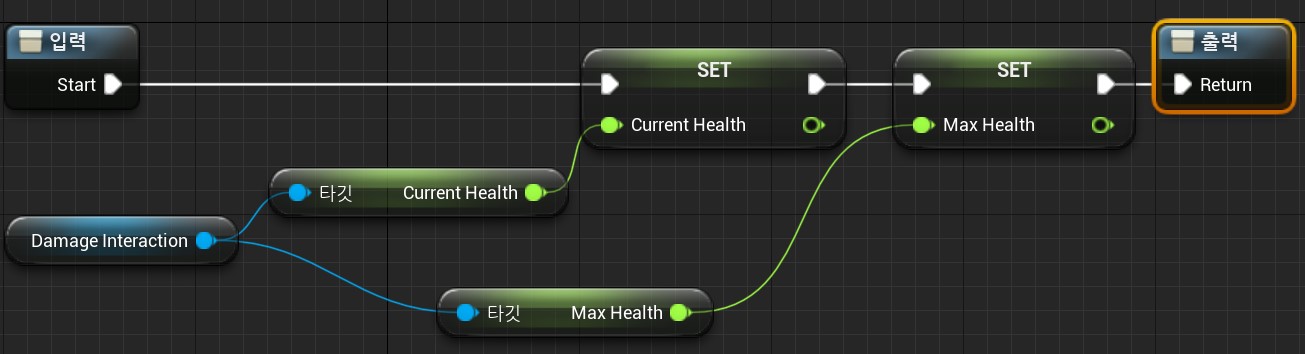 입력
Start
SET
Current Health
SET
Max Health
출력
Return
타깃 Current Health
Damage Interaction
타깃 Max Health